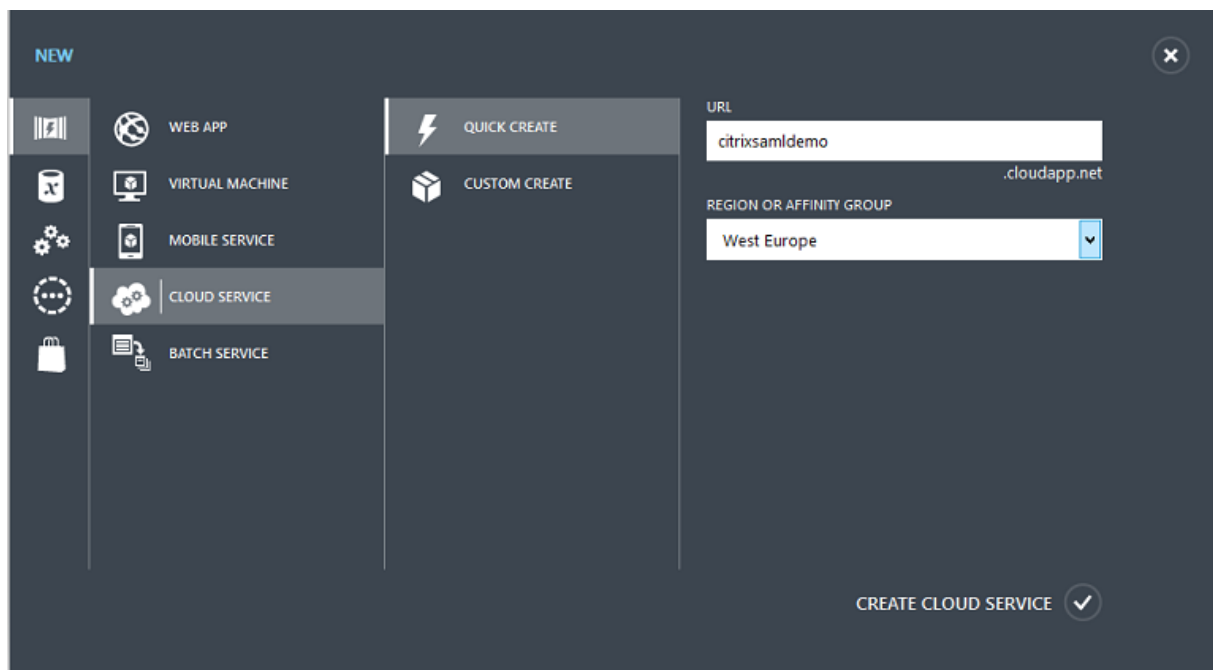 NEW
WEB APP
VIRTUAL MACHINE
MOBILE SERVICE
CLOUD SERVICE
BATCH SERVICE
QUICK CREATE
CUSTOM CREATE
URL
citrixsamldemo
.cloudapp.net
REGION OR AFFINITY GROUP
West Europe
CREATE CLOUD SERVICE